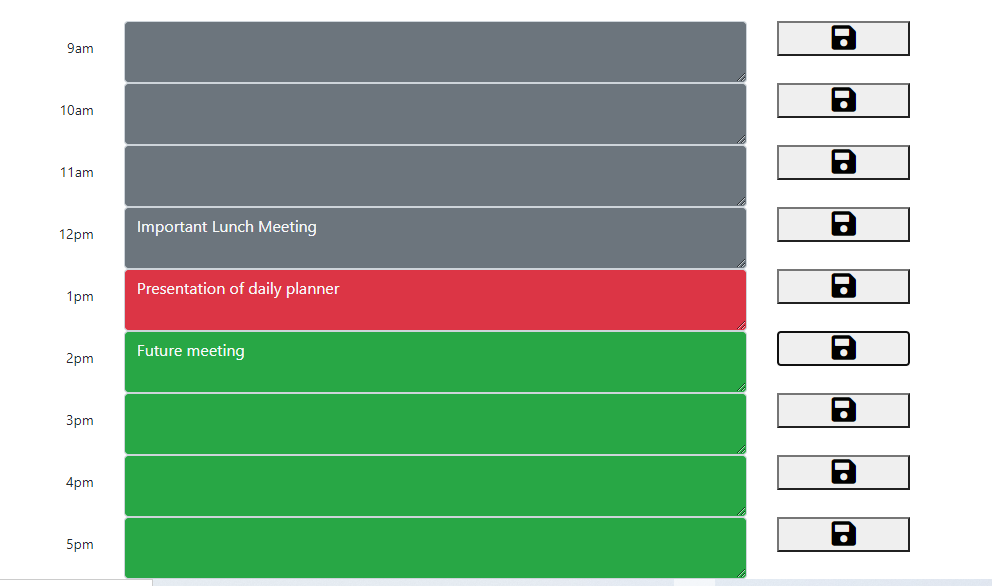 9am
10am
11am
12pm Important Lunch Meeting
1pm Presentation of daily planner
2pm Future meeting
3pm
4pm
5pm